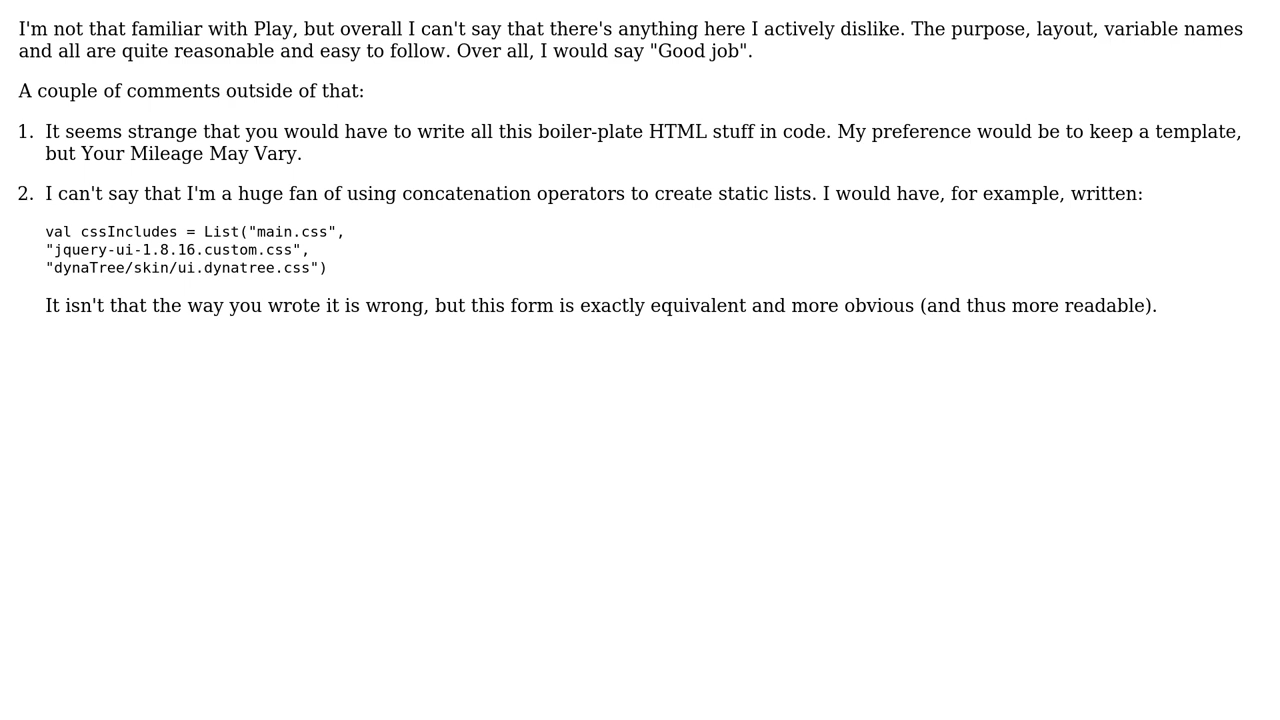 I'm not that familiar with Play, but overall I can't say that there's anything here I actively dislike. The purpose, layout, variable names
and all are quite reasonable and easy to follow. Over all, I would say "Good job".
A couple of comments outside of that:
1. It seems strange that you would have to write all this boiler-plate HTML stuff in code. My preference would be to keep a template,
but Your Mileage May Vary.
2. I can't say that I'm a huge fan of using concatenation operators to create static lists. I would have, for example, written:
val cssIncludes = List("main.css",
"jquery-ui-1.8.16.custom.css",
"dynaTree/skin/ui.dynatree.css")
It isn't that the way you wrote it is wrong, but this form is exactly equivalent and more obvious (and thus more readable).